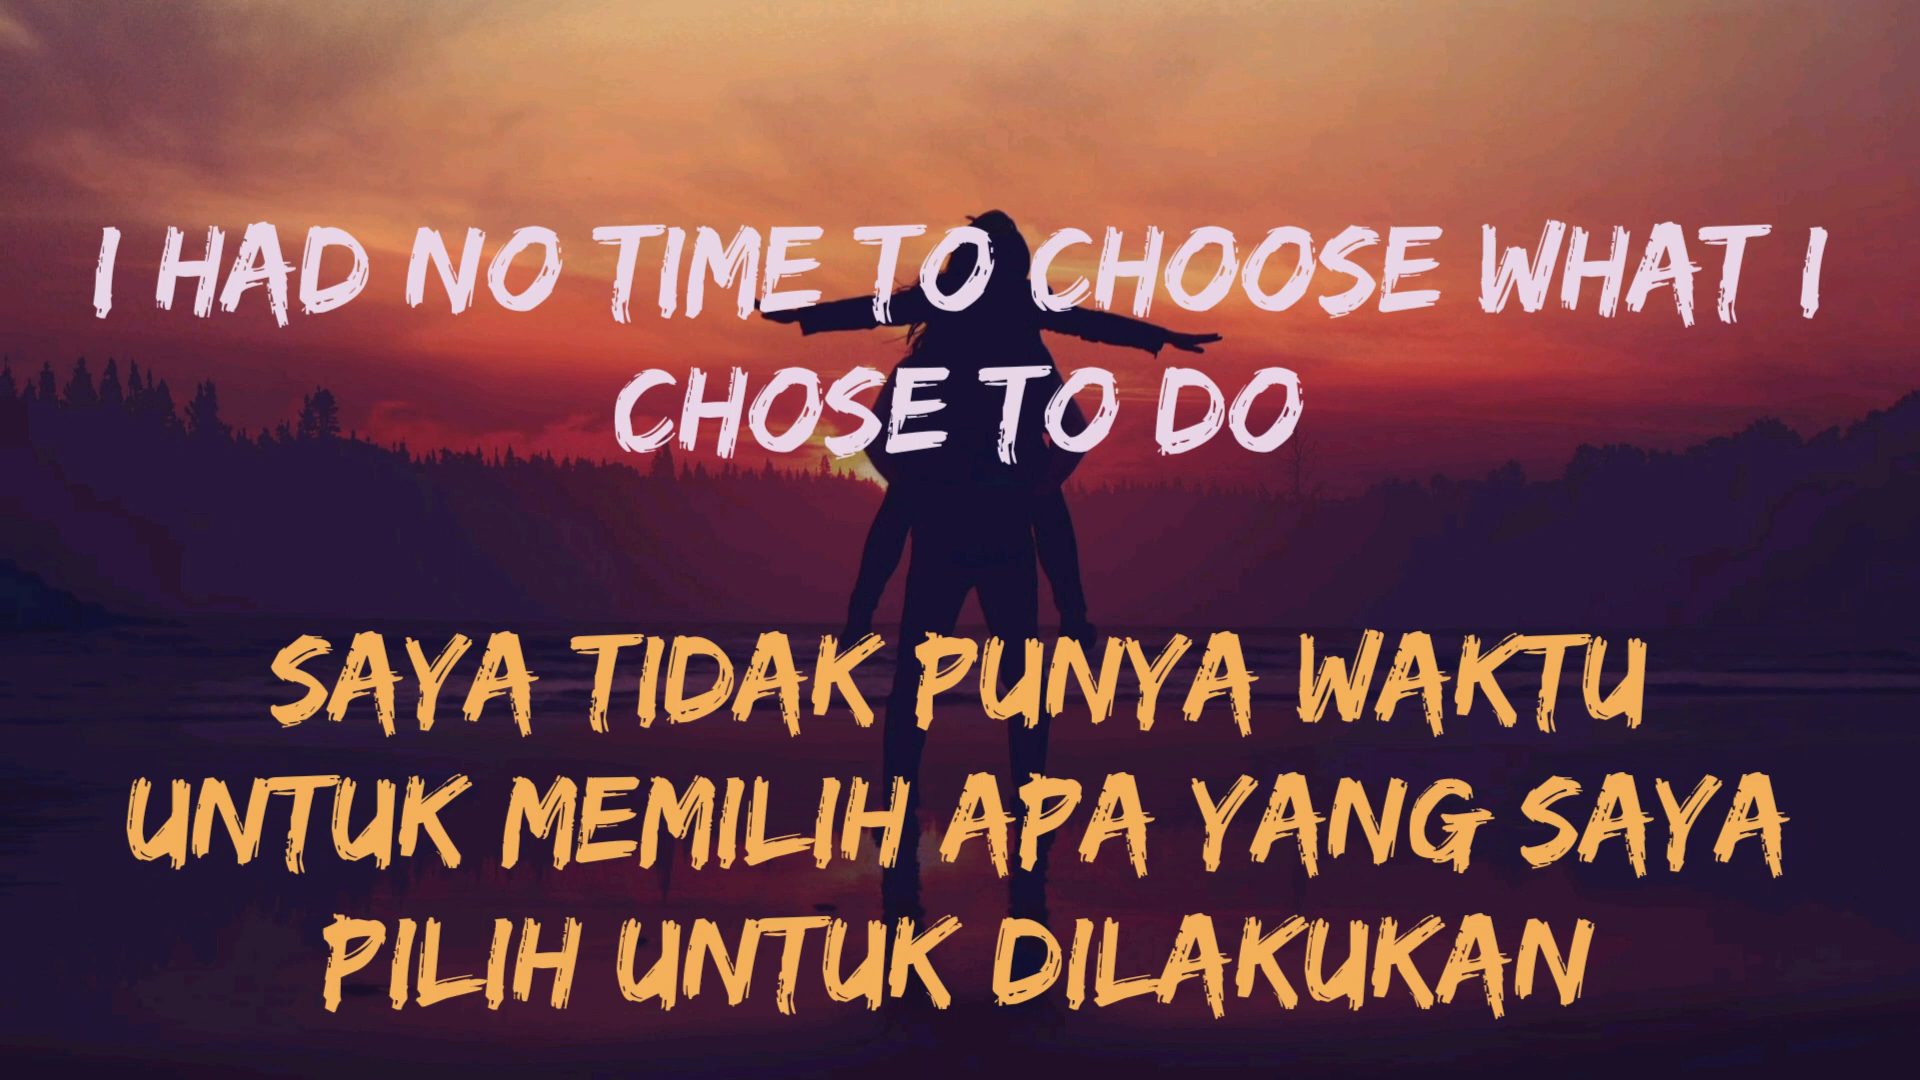 I HAD NO TIME TO CHOOSE WHAT I
CHOSE TO DO
SAYA TIDAK PUNYA WAKTU
UNTUK MEMILIH APA YANG SAYA
PILIH UNTUK DILAKUKAN